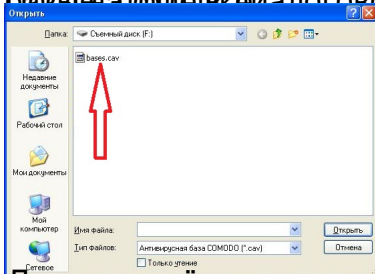 Открыть
Папка: Съемный диск (F:)
bases.cav
Недавние документы
Рабочий стол
Мои документы
Мой компьютер
Сетевое
Имя файла:
Открыть
Тип файлов: Антивирусная база COMODO (*.cav)
Отмена
Только чтение